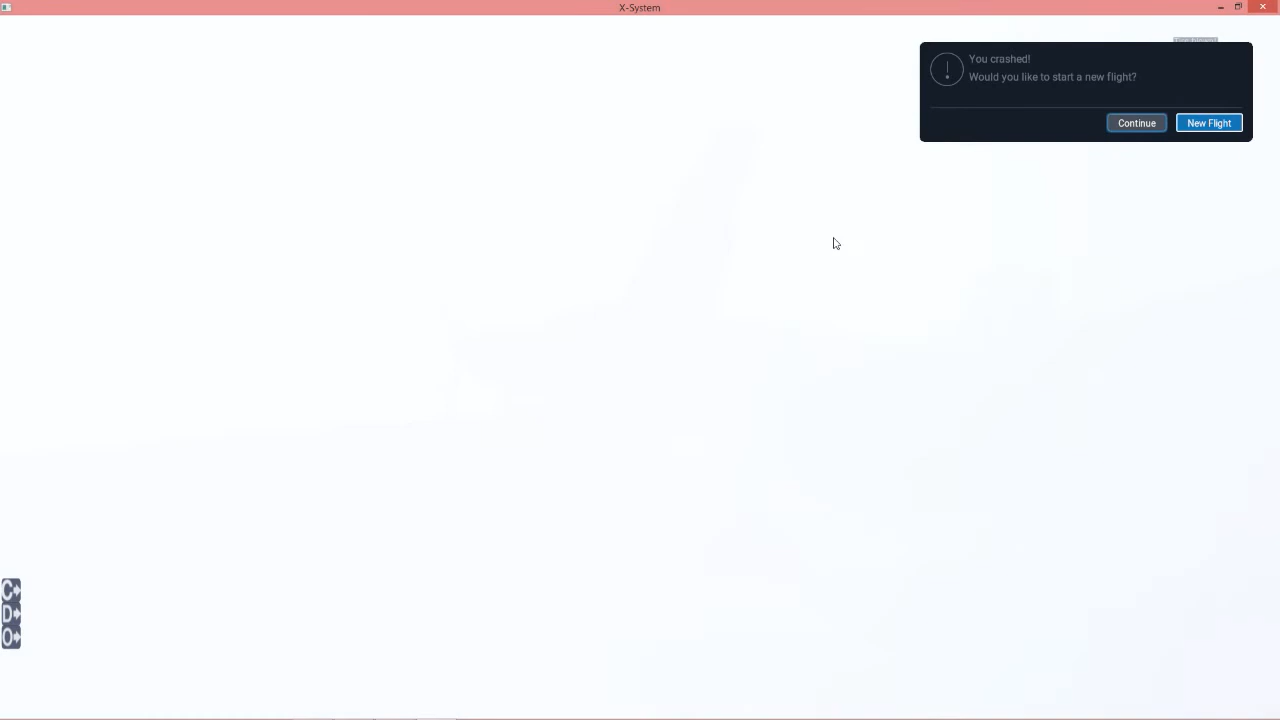 X-System
You crashed!
Would you like to start a new flight?
Continue
New Flight
C
D
O